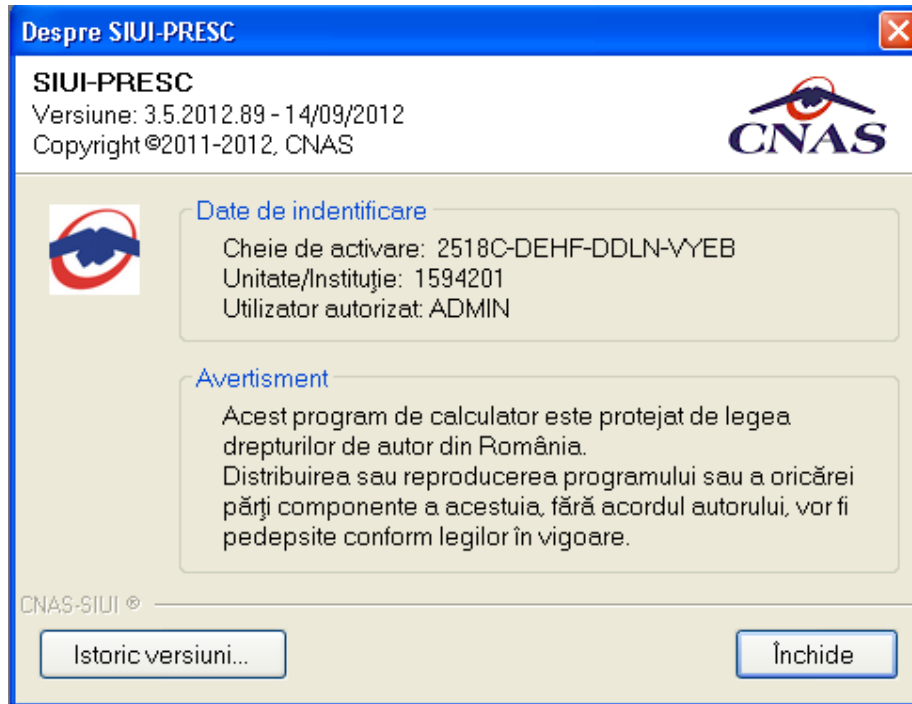 Despre SIUI-PRESC
SIUI-PRESC
Versiune: 3.5.2012.89 - 14/09/2012
Copyright ©2011-2012, CNAS
CNAS
Date de indentificare
Cheie de activare: 2518C-DEHF-DDLN-VYEB
Unitate/Instituţie: 1594201
Utilizator autorizat: ADMIN
Avertisment
Acest program de calculator este protejat de legea
drepturilor de autor din România.
Distribuirea sau reproducerea programului sau a oricărei
părţi componente a acestuia, fără acordul autorului, vor fi
pedepsite conform legilor în vigoare.
CNAS-SIUI ®
Istoric versiuni...
Închide